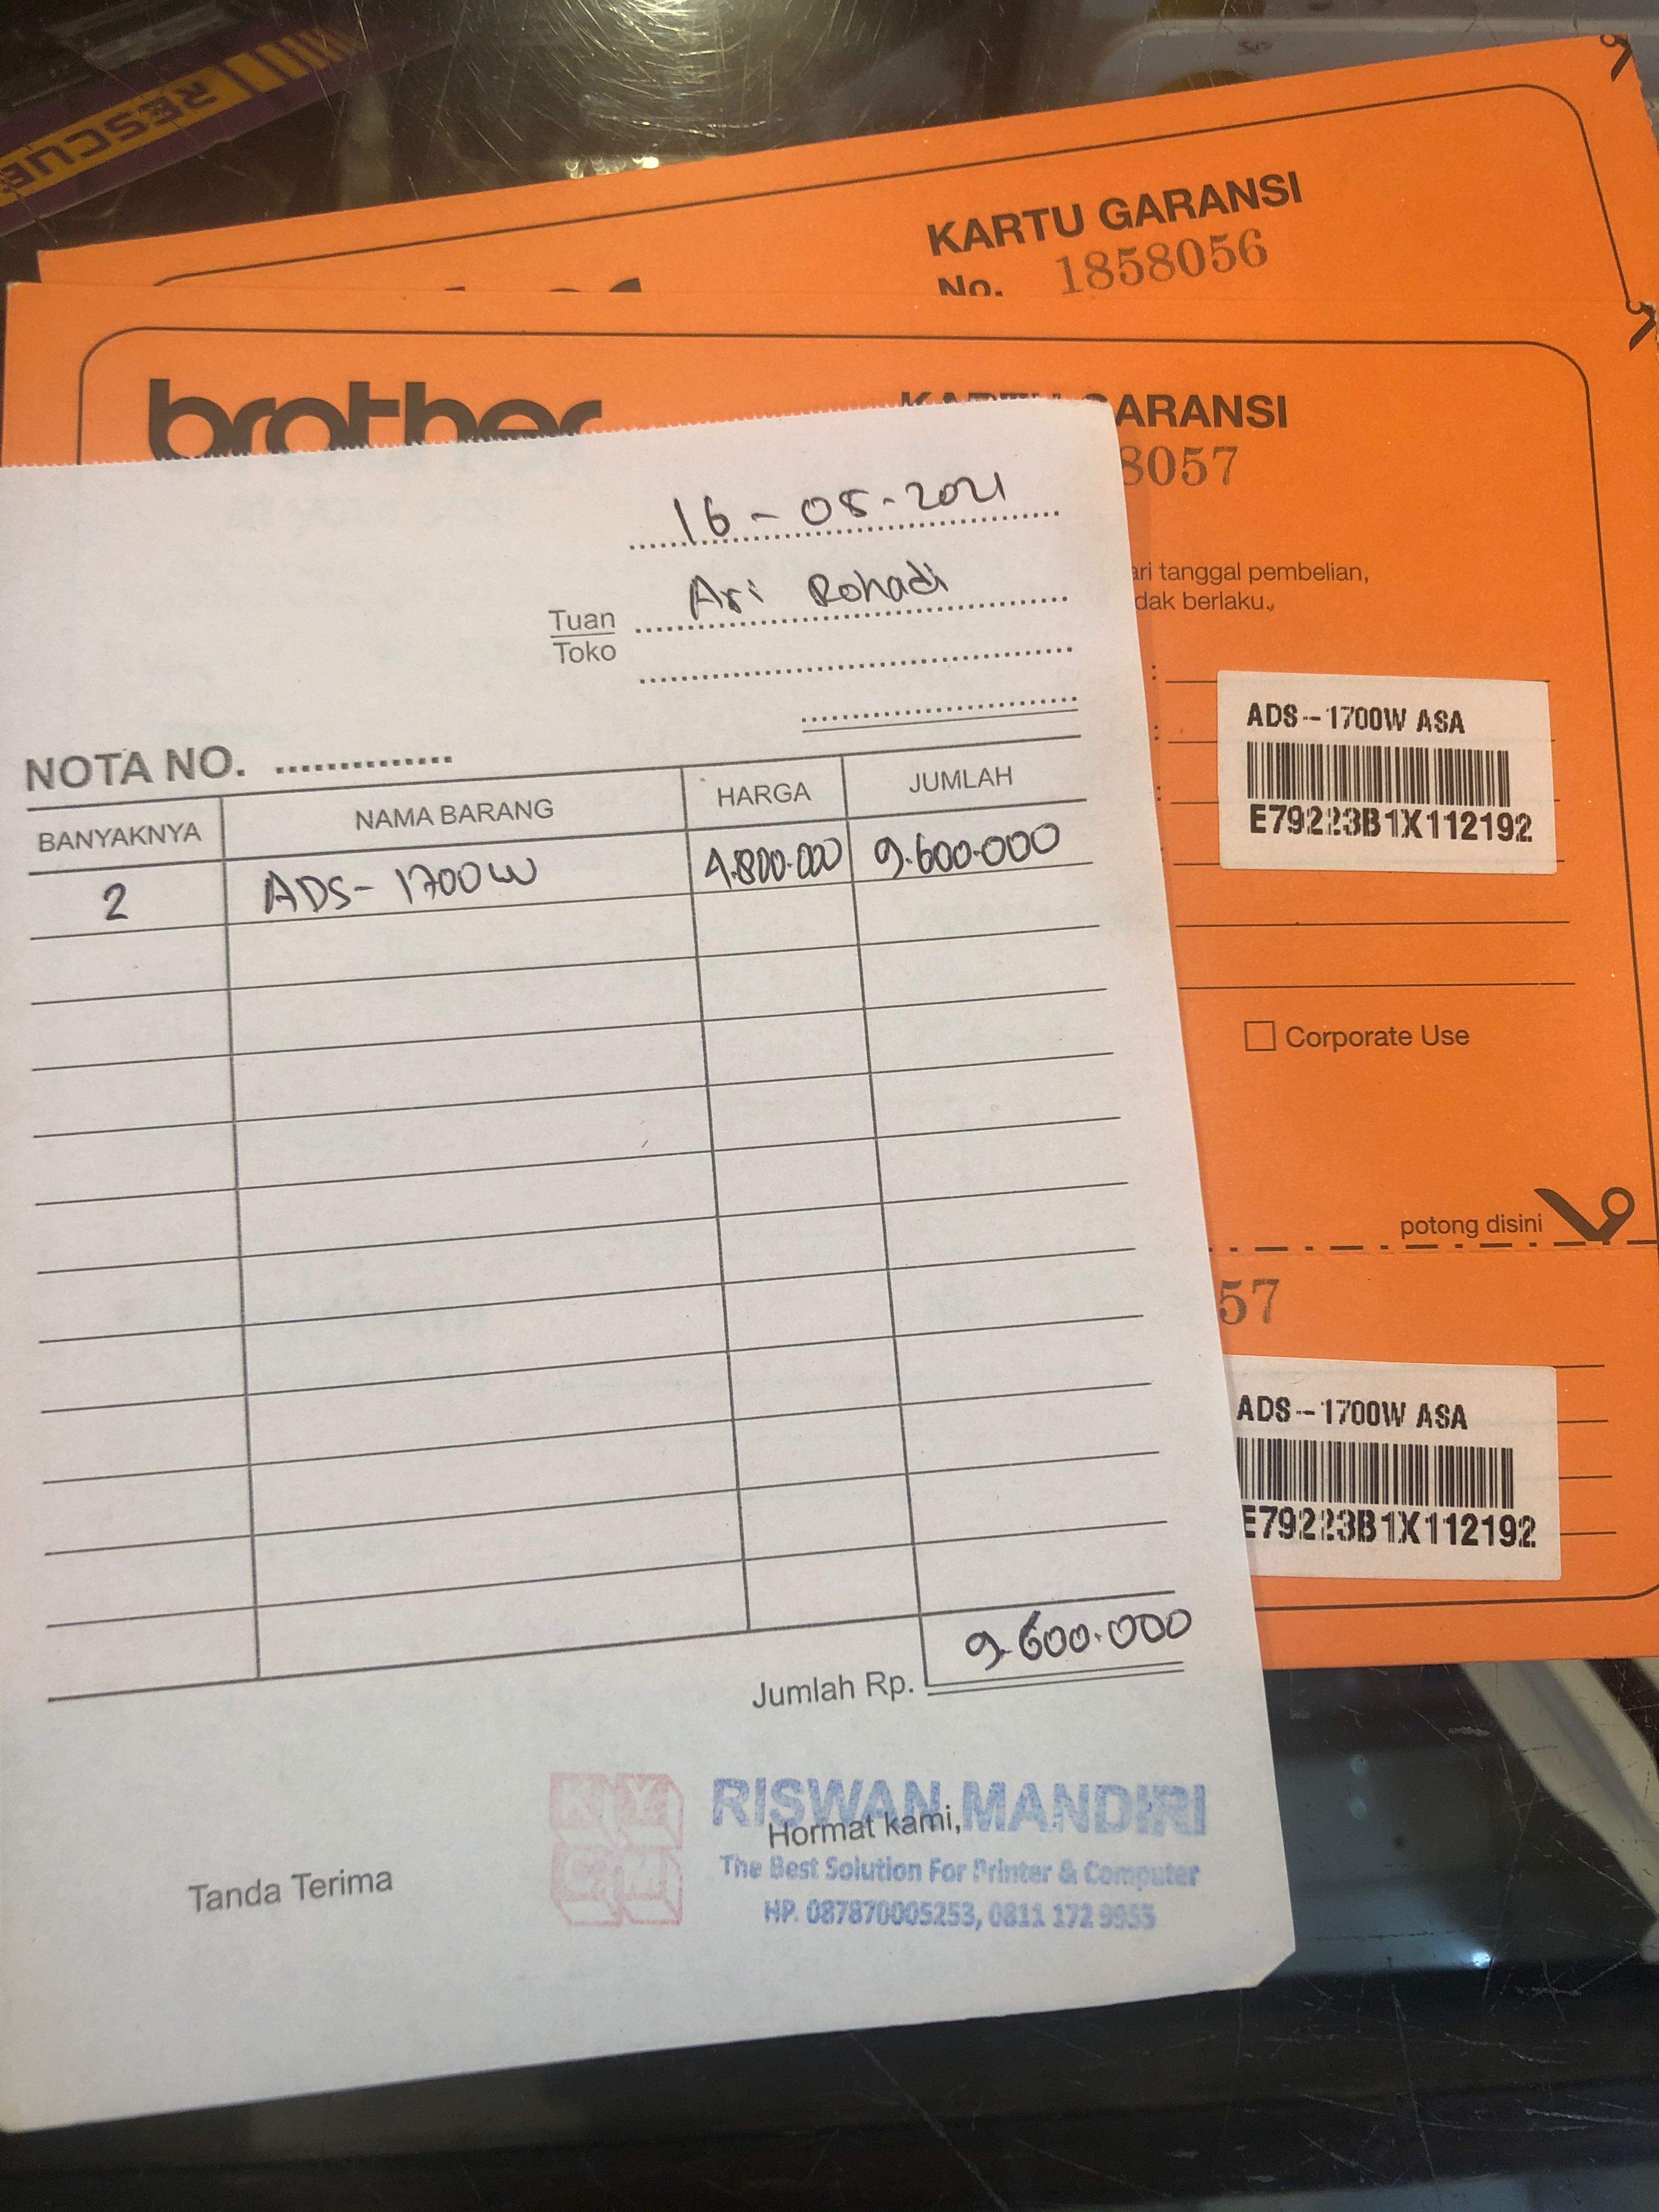 RESCUE
KARTU GARANSI
No. 1858056
brother
KARTU GARANSI
8057
16-05-2021
Tuan Ari Rohadi
Toko
ari tanggal pembelian,
dak berlaku.
NOTA NO. ...............
BANYAKNYA NAMA BARANG HARGA JUMLAH
2 ADS-1700W 4.800.000 9.600.000
Jumlah Rp. 9.600.000
Tanda Terima
Hormat kami,
KYCM
RISWAN MANDIRI
The Best Solution For Printer & Computer
HP. 087870005253, 0811 172 9955
ADS-1700W ASA
E79223B1X112192
Corporate Use
potong disini
57
ADS-1700W ASA
E79223B1X112192